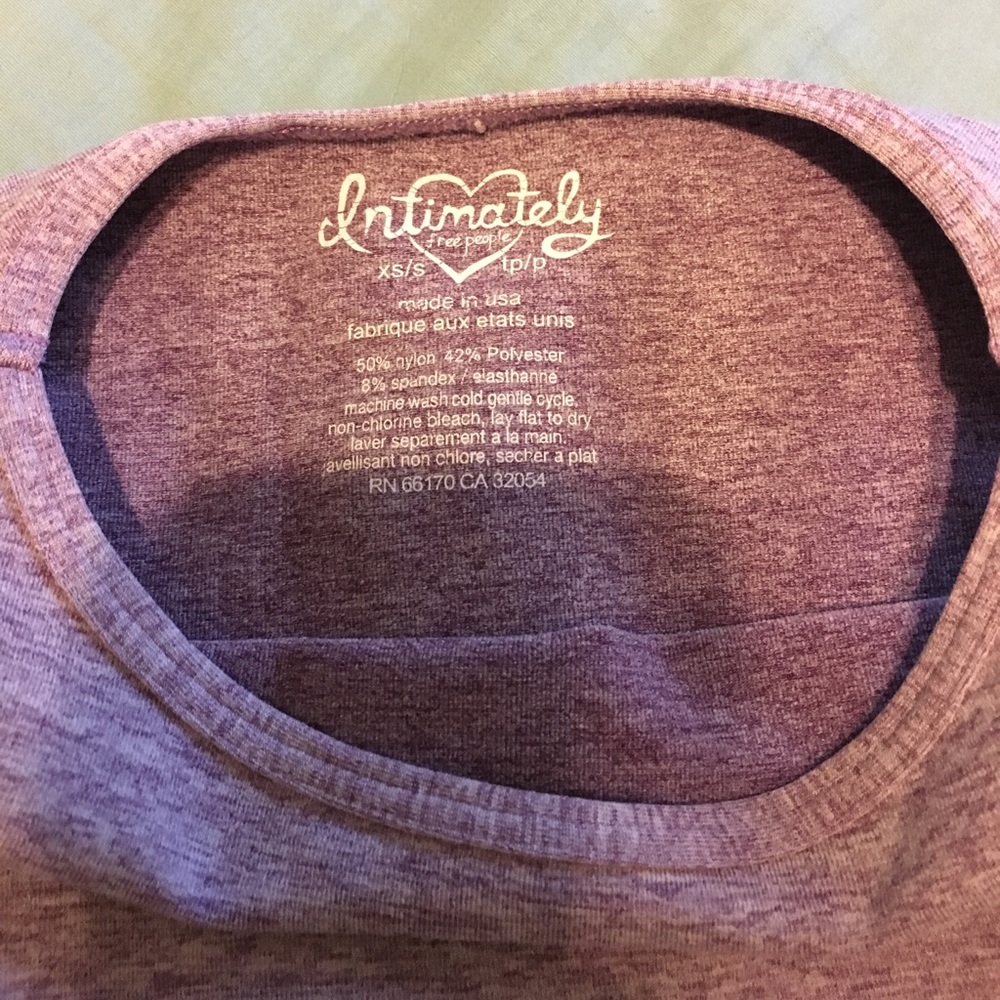 Intimately
free people
xs/s tp/p
made in usa
fabrique aux etats unis
50% nylon 42% Polyester
8% spandex / elasthanne
machine wash cold gentle cycle,
non-chlorine bleach, lay flat to dry
laver separement a la main.
avellisant non chlore, secher a plat
RN 66170 CA 32054